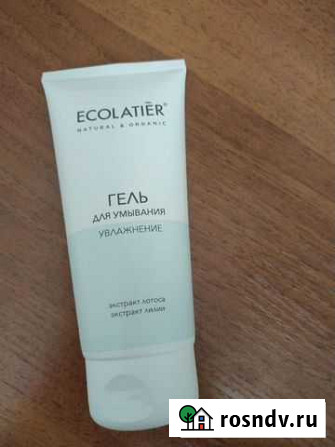 ECOLATIER®
NATURAL & ORGANIC
ГЕЛЬ
ДЛЯ УМЫВАНИЯ
УВЛАЖНЕНИЕ
экстракт лотоса
экстракт лилии
rosndv.ru